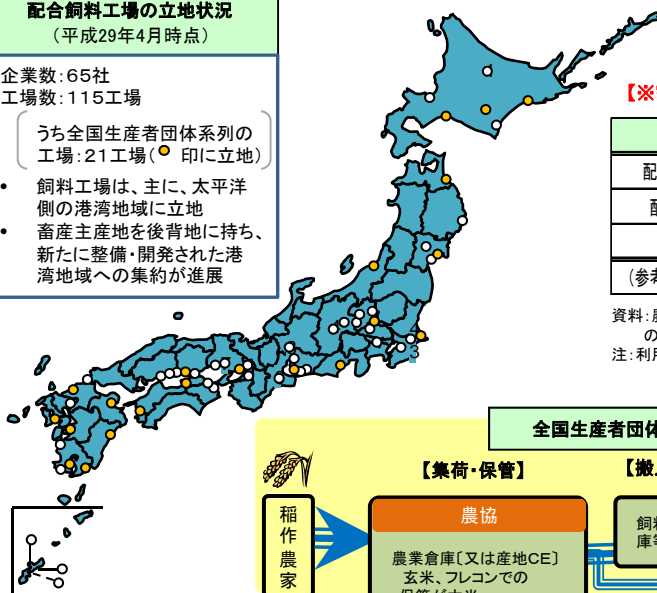 配合飼料工場の立地状況
（平成29年4月時点）
企業数：65社
工場数：115工場
うち全国生産者団体系列の
工場：21工場（ 印に立地）
• 飼料工場は、主に、太平洋
側の港湾地域に立地
• 畜産主産地を後背地に持ち、
新たに整備・開発された港
湾地域への集約が進展
3
【※
配
（参
資料：
の
注：利
全国生産者団体
【集荷・保管】
【搬
稲作農家
農協
農業倉庫〔又は産地CE〕
玄米、フレコンでの
飼料
庫